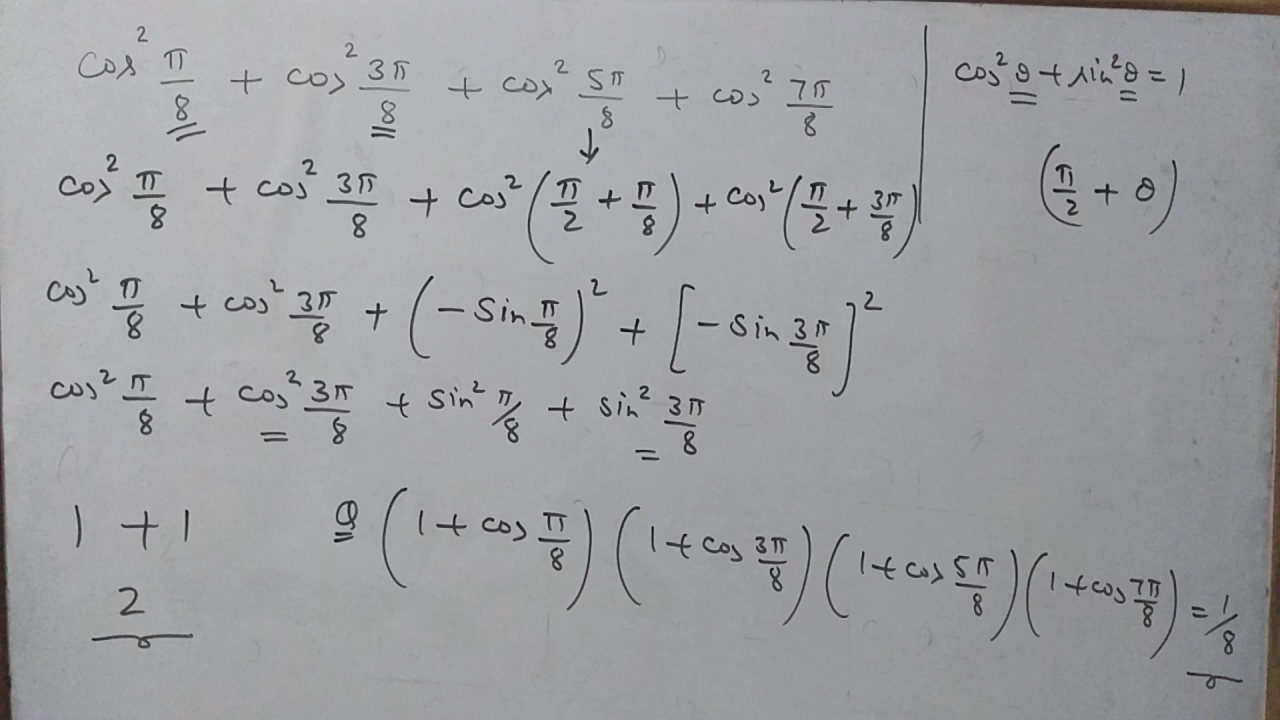 cos² π/8 + cos² 3π/8 + cos² 5π/8 + cos² 7π/8
cos²θ + sin²θ = 1
↓
cos² π/8 + cos² 3π/8 + cos² (π/2 + π/8) + cos² (π/2 + 3π/8)
(π/2 + θ)
cos² π/8 + cos² 3π/8 + (- Sin π/8)² + [- Sin 3π/8]²
cos² π/8 + cos² 3π/8 + sin² π/8 + sin² 3π/8
1 + 1
2
Q (1 + cos π/8) (1 + cos 3π/8) (1 + cos 5π/8) (1 + cos 7π/8) = 1/8